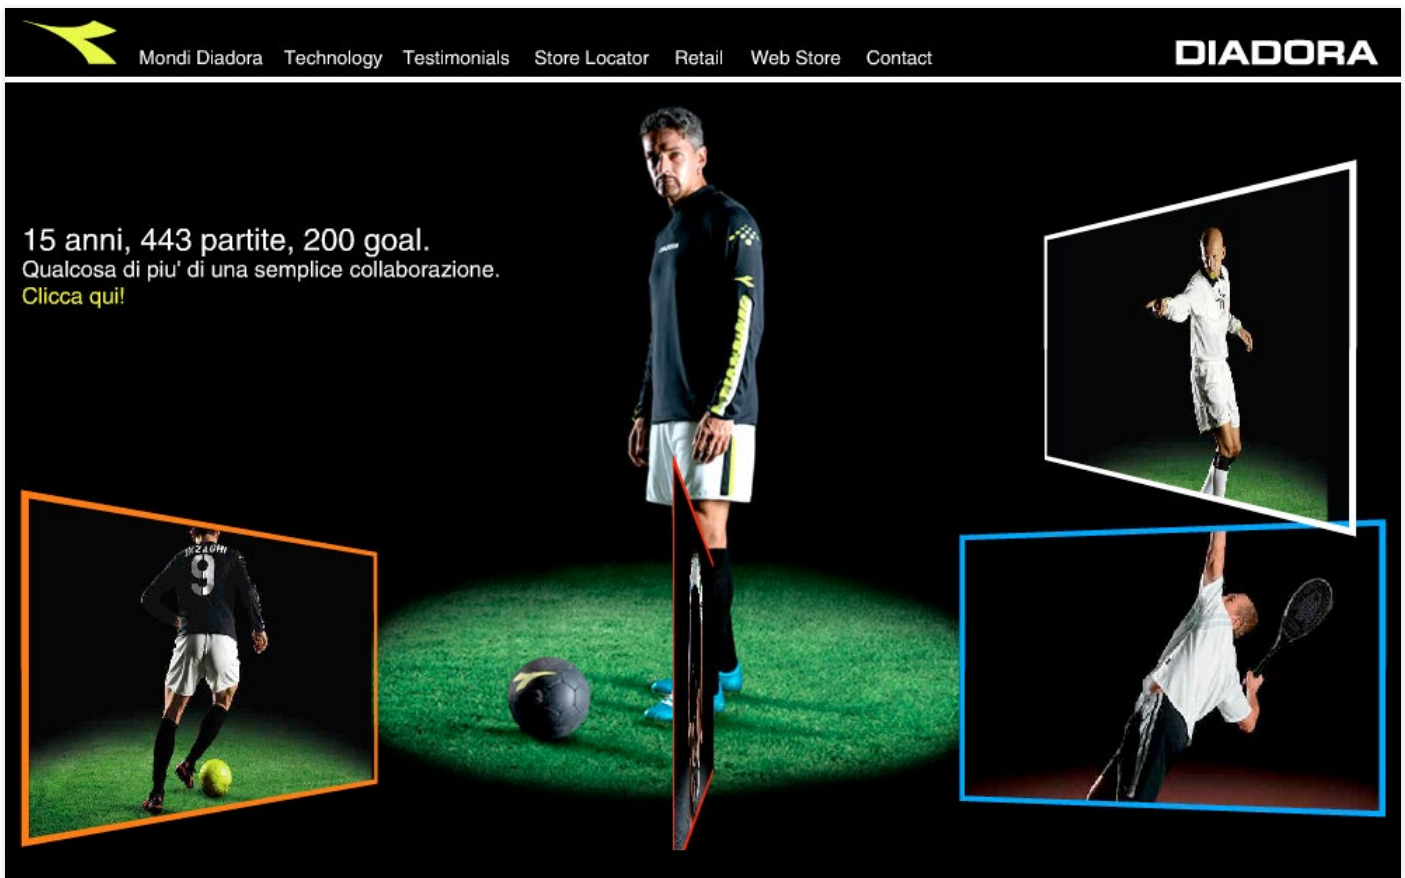 Mondi Diadora Technology Testimonials Store Locator Retail Web Store Contact
DIADORA
15 anni, 443 partite, 200 goal.
Qualcosa di piu' di una semplice collaborazione.
Clicca qui!
DIADORA
INZAGHI
9